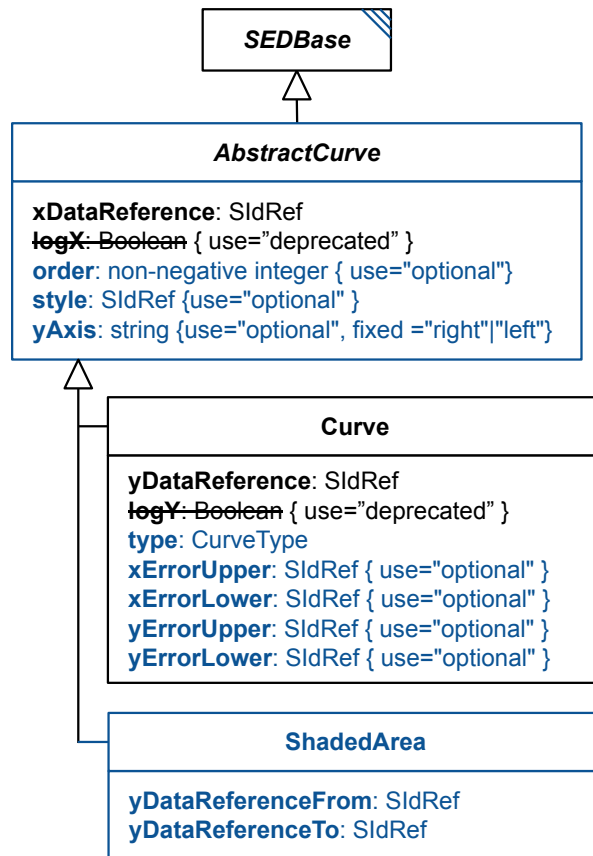 SEDBase
AbstractCurve
xDataReference: SIdRef
logX: Boolean { use=”deprecated” }
order: non-negative integer { use="optional"}
style: SIdRef {use="optional" }
yAxis: string {use="optional", fixed ="right"|"left"}
Curve
yDataReference: SIdRef
logY: Boolean { use=”deprecated” }
type: CurveType
xErrorUpper: SIdRef { use="optional" }
xErrorLower: SIdRef { use="optional" }
yErrorUpper: SIdRef { use="optional" }
yErrorLower: SIdRef { use="optional" }
ShadedArea
yDataReferenceFrom: SIdRef
yDataReferenceTo: SIdRef